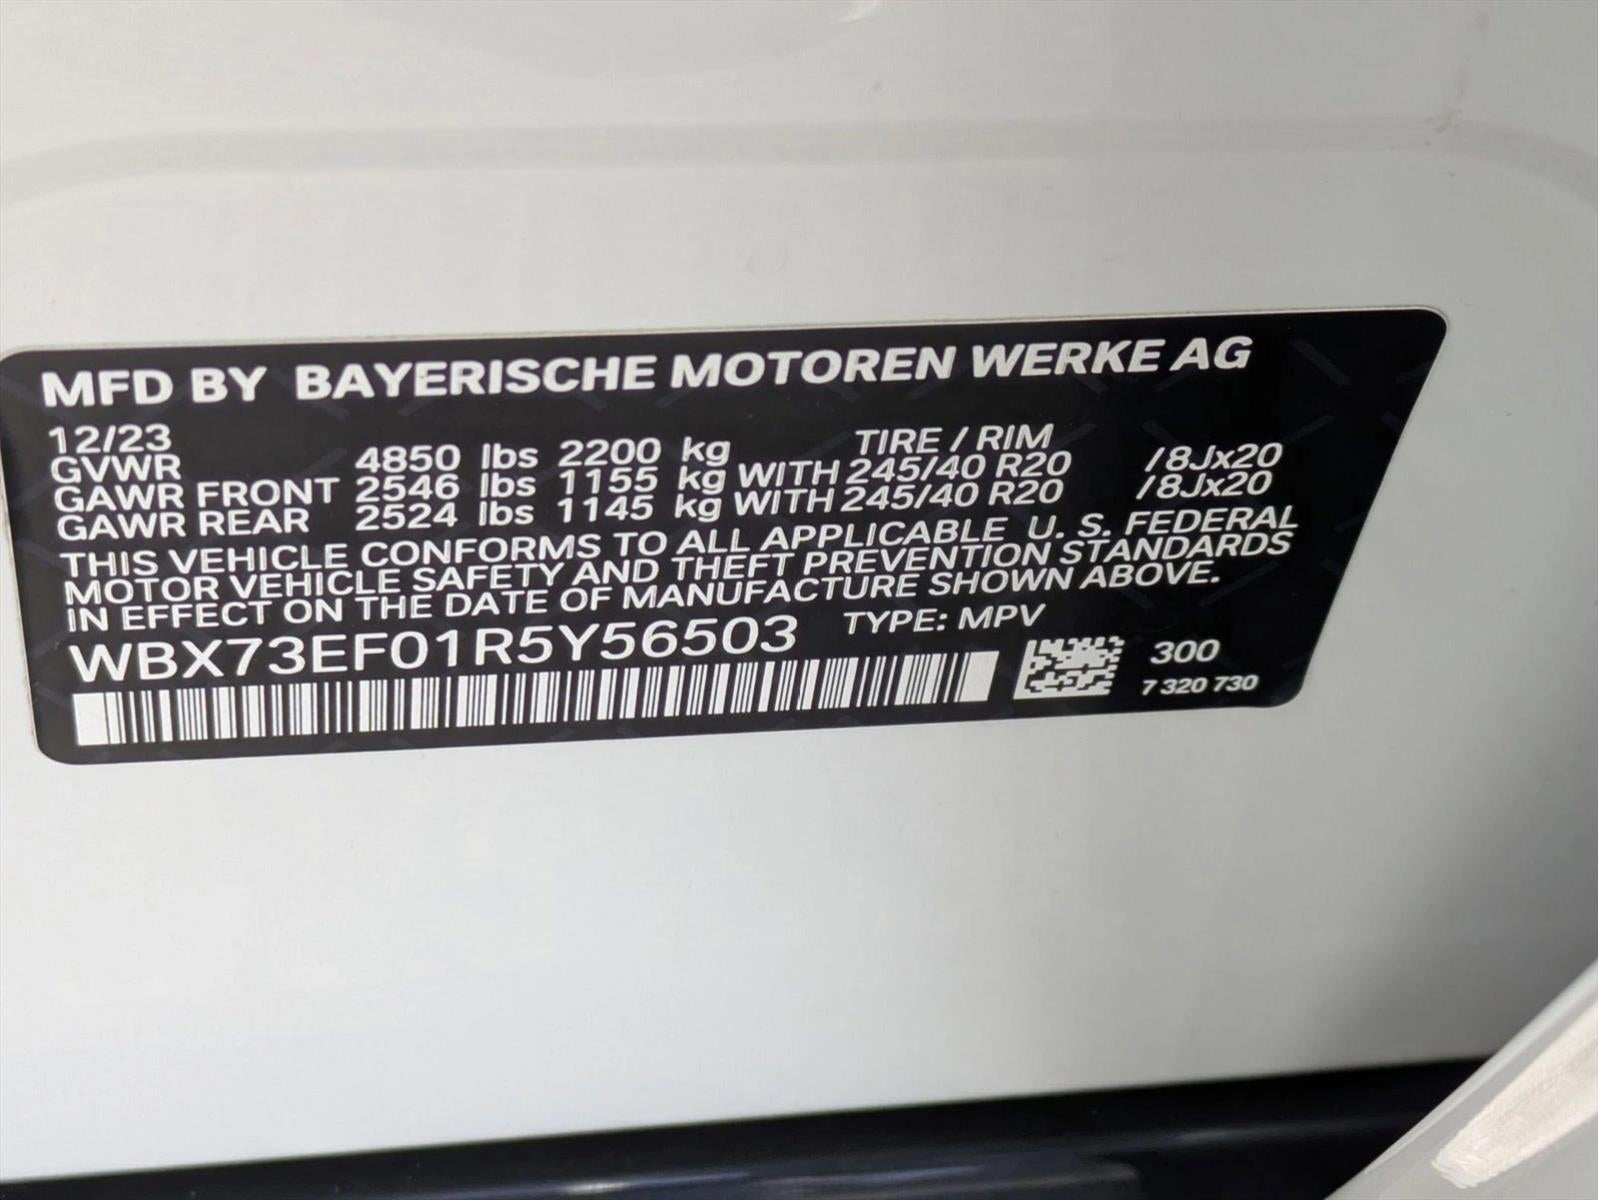 MFD BY BAYERISCHE MOTOREN WERKE AG
12/23 TIRE / RIM
GVWR 4850 lbs 2200 kg
GAWR FRONT 2546 lbs 1155 kg WITH 245/40 R20 /8Jx20
GAWR REAR 2524 lbs 1145 kg WITH 245/40 R20 /8Jx20
THIS VEHICLE CONFORMS TO ALL APPLICABLE U. S. FEDERAL
MOTOR VEHICLE SAFETY AND THEFT PREVENTION STANDARDS
IN EFFECT ON THE DATE OF MANUFACTURE SHOWN ABOVE.
WBX73EF01R5Y56503 TYPE: MPV
300
7 320 730